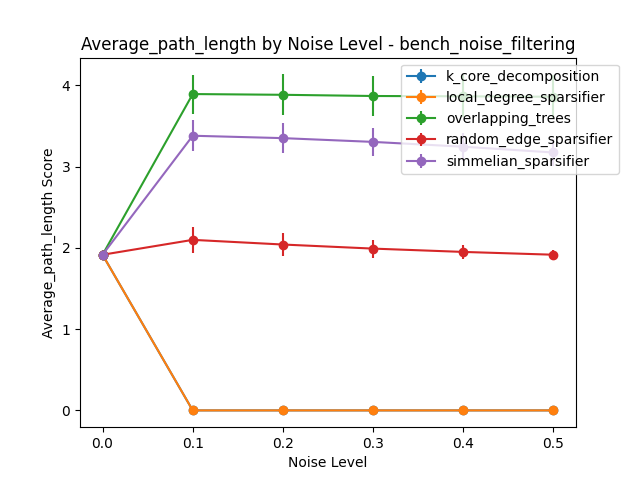 Average_path_length by Noise Level - bench_noise_filtering
k_core_decomposition
local_degree_sparsifier
overlapping_trees
random_edge_sparsifier
simmelian_sparsifier
Average_path_length Score
4
3
2
1
0
0.0 0.1 0.2 0.3 0.4 0.5
Noise Level